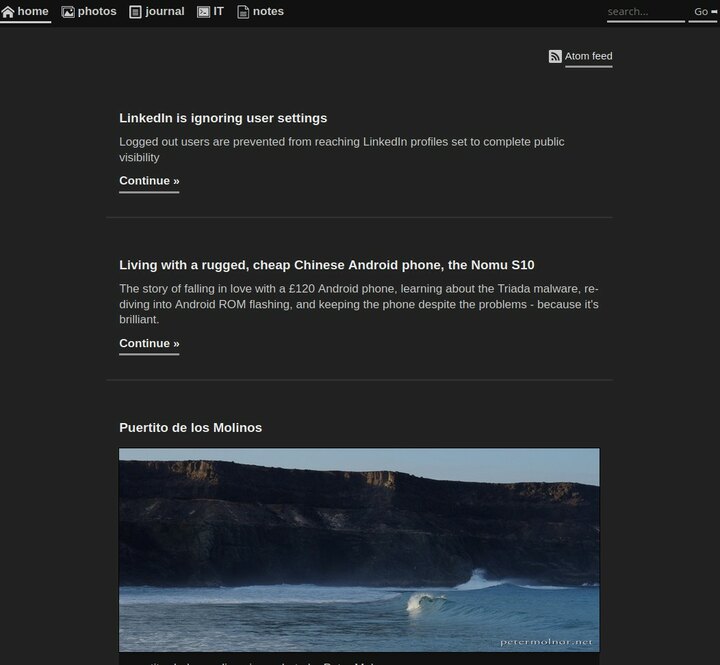 home photos journal IT notes search... Go
Atom feed
LinkedIn is ignoring user settings
Logged out users are prevented from reaching LinkedIn profiles set to complete public
visibility
Continue »
Living with a rugged, cheap Chinese Android phone, the Nomu S10
The story of falling in love with a £120 Android phone, learning about the Triada malware, re-
diving into Android ROM flashing, and keeping the phone despite the problems - because it's
brilliant.
Continue »
Puertito de los Molinos
petermolnar.net